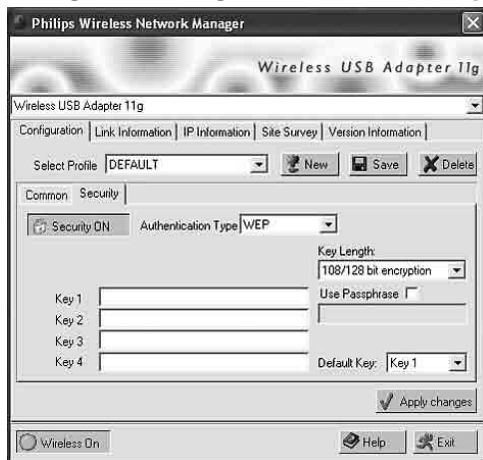 Philips Wireless Network Manager
Wireless USB Adapter 11g
Wireless USB Adapter 11g
Configuration Link Information IP Information Site Survey Version Information
Select Profile DEFAULT New Save Delete
Common Security
Security ON Authentication Type WEP
Key Length:
108/128 bit encryption
Key 1 Use Passphrase
Key 2
Key 3
Key 4 Default Key: Key 1
Apply changes
Wireless On Help Exit